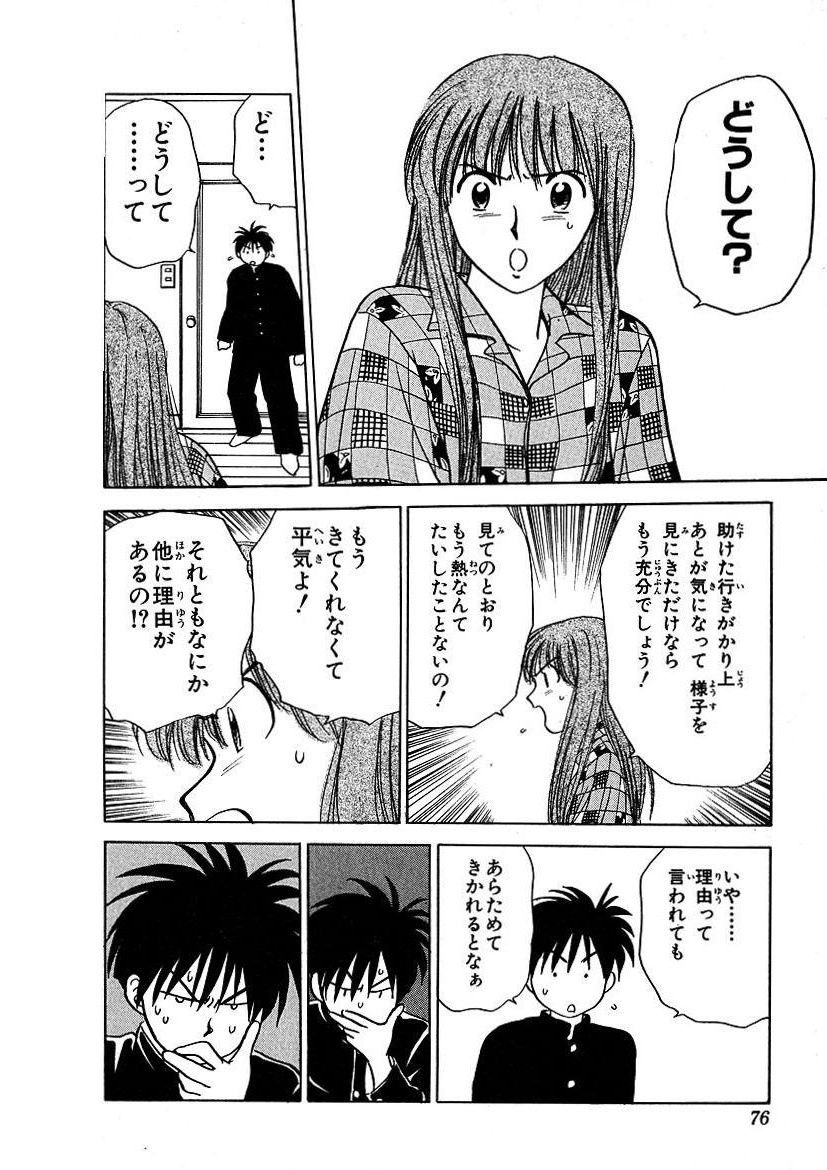 どうして?
ど…
どうして
………って
助けた行きがかり上
あとが気になって 様子を
見にきただけなら
もう充分でしょう!
見てのとおり
もう熱なんて
たいしたことないの!
もう
きてくれなくて
平気よ!
それともなにか
他に理由が
あるの!?
いや……
理由って
言われても
あらためて
きかれるとなぁ
76